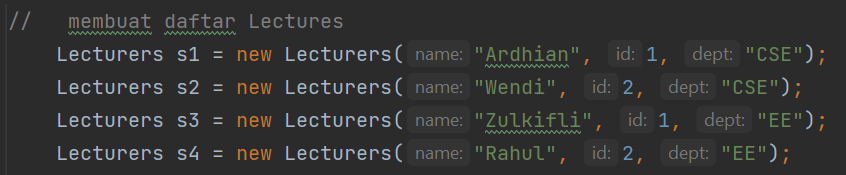 //   membuat daftar Lectures
Lecturers s1 = new Lecturers( name: "Ardhian", id: 1, dept: "CSE");
Lecturers s2 = new Lecturers( name: "Wendi", id: 2, dept: "CSE");
Lecturers s3 = new Lecturers( name: "Zulkifli", id: 1, dept: "EE");
Lecturers s4 = new Lecturers( name: "Rahul", id: 2, dept: "EE");